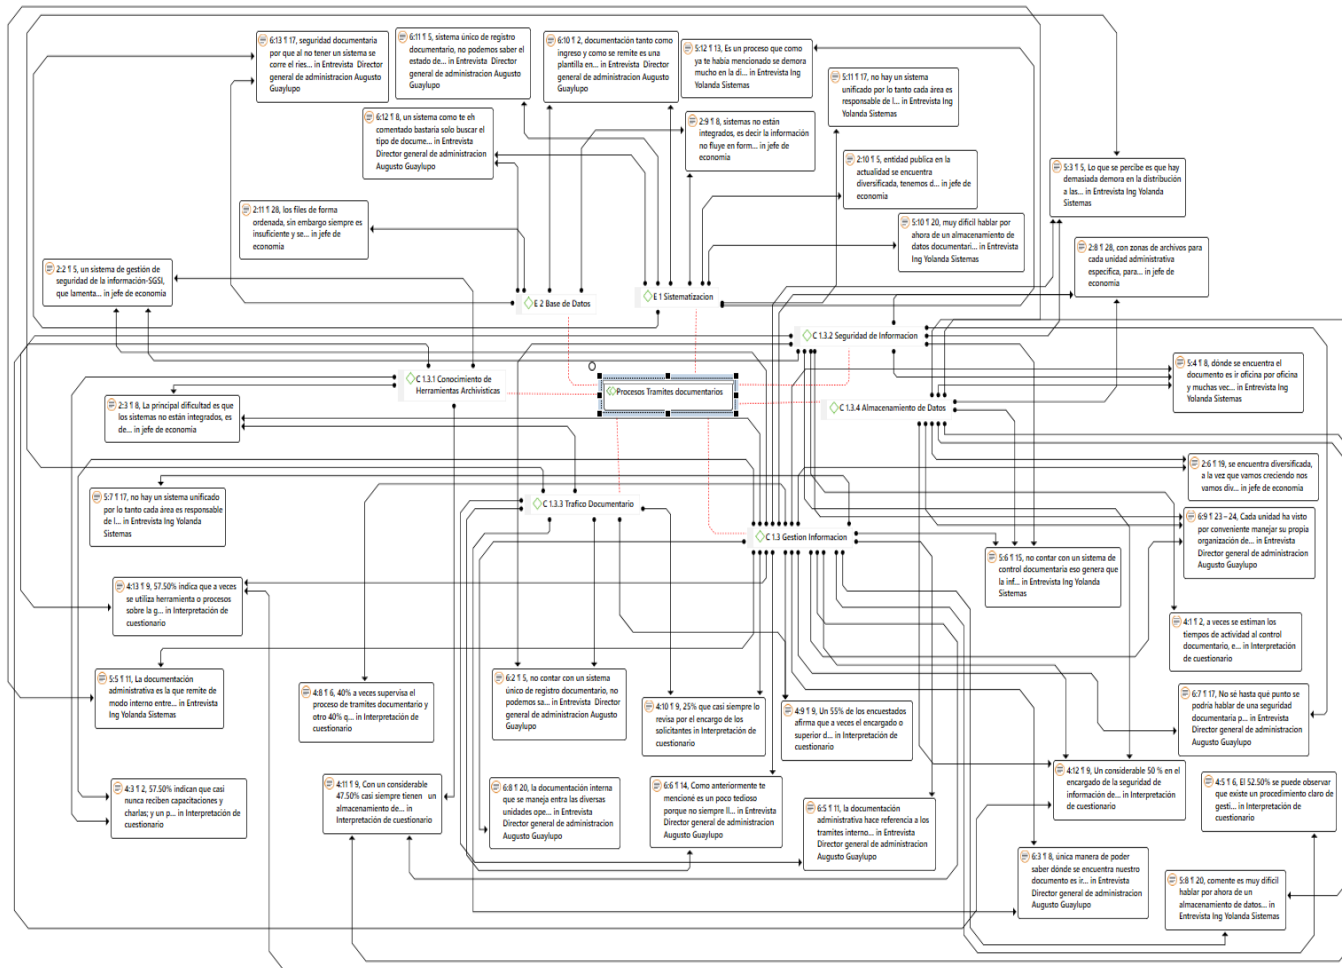 6:13 ¶ 17, seguridad documentaria
por que al no tener un sistema se
corre el ries... in Entrevista Director
general de administracion Augusto
Guaylupo
6:11 ¶ 5, sistema único de registro
documentario, no podemos saber el
estado de... in Entrevista Director
general de administracion Augusto
Guaylupo
6:10 ¶ 2, documentación tanto como
ingreso y como se remite es una
plantilla en... in Entrevista Director
general de administracion Augusto
Guaylupo
5:12 ¶ 13, Es un proceso que como
ya te había mencionado se demora
mucho en la di... in Entrevista Ing
Yolanda Sistemas
5:11 ¶ 17, no hay un sistema
unificado por lo tanto cada área es
responsable de l... in Entrevista Ing
Yolanda Sistemas
6:12 ¶ 8, un sistema como te eh
comentado bastaria solo buscar el
tipo de docume... in Entrevista
Director general de administracion
Augusto Guaylupo
2:9 ¶ 8, sistemas no están
integrados, es decir la información
no fluye en form... in jefe de
economia
2:10 ¶ 5, entidad publica en la
actualidad se encuentra
diversificada, tenemos d... in jefe de
economia
5:3 ¶ 5, Lo que se percibe es que hay
demasiada demora en la distribución
a las... in Entrevista Ing Yolanda
Sistemas
2:11 ¶ 28, los files de forma
ordenada, sin embargo siempre es
insuficiente y se... in jefe de
economia
5:10 ¶ 20, muy difícil hablar por
ahora de un almacenamiento de
datos documentari... in Entrevista
Ing Yolanda Sistemas
2:8 ¶ 28, con zonas de archivos para
cada unidad administrativa
especifica, para... in jefe de
economia
2:2 ¶ 5, un sistema de gestión de
seguridad de la información-SGSI,
que lamenta... in jefe de economia
E 2 Base de Datos
E 1 Sistematizacion
C 1.3.2 Seguridad de Informacion
C 1.3.1 Conocimiento de
Herramientas Archivisticas
Procesos Tramites documentarios
C 1.3.4 Almacenamiento de Datos
5:4 ¶ 8, dónde se encuentra el
documento es ir oficina por oficina
y muchas vec... in Entrevista Ing
Yolanda Sistemas
2:3 ¶ 8, La principal dificultad es que
los sistemas no están integrados, es
de... in jefe de economia
2:6 ¶ 19, se encuentra diversificada,
a la vez que vamos creciendo nos
vamos div... in jefe de economia
5:7 ¶ 17, no hay un sistema unificado
por lo tanto cada área es responsable
de l... in Entrevista Ing Yolanda
Sistemas
C 1.3.3 Trafico Documentario
C 1.3 Gestion Informacion
6:9 ¶ 23 – 24, Cada unidad ha visto
por conveniente manejar su propia
organización de... in Entrevista
Director general de administracion
Augusto Guaylupo
5:6 ¶ 15, no contar con un sistema de
control documentaria eso genera que
la inf... in Entrevista Ing Yolanda
Sistemas
4:13 ¶ 9, 57.50% indica que a veces
se utiliza herramienta o procesos
sobre la g... in Interpretación de
cuestionario
4:1 ¶ 2, a veces se estiman los
tiempos de actividad al control
documentario, e... in Interpretación
de cuestionario
5:5 ¶ 11, La documentación
administrativa es la que remite de
modo interno entre... in Entrevista
Ing Yolanda Sistemas
4:8 ¶ 6, 40% a veces supervisa el
proceso de tramites documentario y
otro 40% q... in Interpretación de
cuestionario
6:2 ¶ 5, no contar con un sistema
único de registro documentario, no
podemos sa... in Entrevista Director
general de administracion Augusto
Guaylupo
4:10 ¶ 9, 25% que casi siempre lo
revisa por el encargo de los
solicitantes in Interpretación de
cuestionario
4:9 ¶ 9, Un 55% de los encuestados
afirma que a veces el encargado o
superior d... in Interpretación de
cuestionario
6:7 ¶ 17, No sé hasta qué punto se
podría hablar de una seguridad
documentaria p... in Entrevista
Director general de administracion
Augusto Guaylupo
4:3 ¶ 2, 57.50% indican que casi
nunca reciben capacitaciones y
charlas; y un p... in Interpretación de
cuestionario
4:11 ¶ 9, Con un considerable
47.50% casi siempre tienen un
almacenamiento de... in
Interpretación de cuestionario
6:8 ¶ 20, la documentación interna
que se maneja entre las diversas
unidades ope... in Entrevista
Director general de administracion
Augusto Guaylupo
6:6 ¶ 14, Como anteriormente te
mencioné es un poco tedioso
porque no siempre ll... in Entrevista
Director general de administracion
Augusto Guaylupo
6:5 ¶ 11, la documentación
administrativa hace referencia a los
tramites interno... in Entrevista
Director general de administracion
Augusto Guaylupo
4:12 ¶ 9, Un considerable 50 % en el
encargado de la seguridad de
información de... in Interpretación
de cuestionario
4:5 ¶ 6, El 52.50% se puede observar
que existe un procedimiento claro de
gesti... in Interpretación de
cuestionario
6:3 ¶ 8, única manera de poder
saber dónde se encuentra nuestro
documento es ir... in Entrevista
Director general de administracion
Augusto Guaylupo
5:8 ¶ 20, comente es muy difícil
hablar por ahora de un
almacenamiento de datos... in
Entrevista Ing Yolanda Sistemas